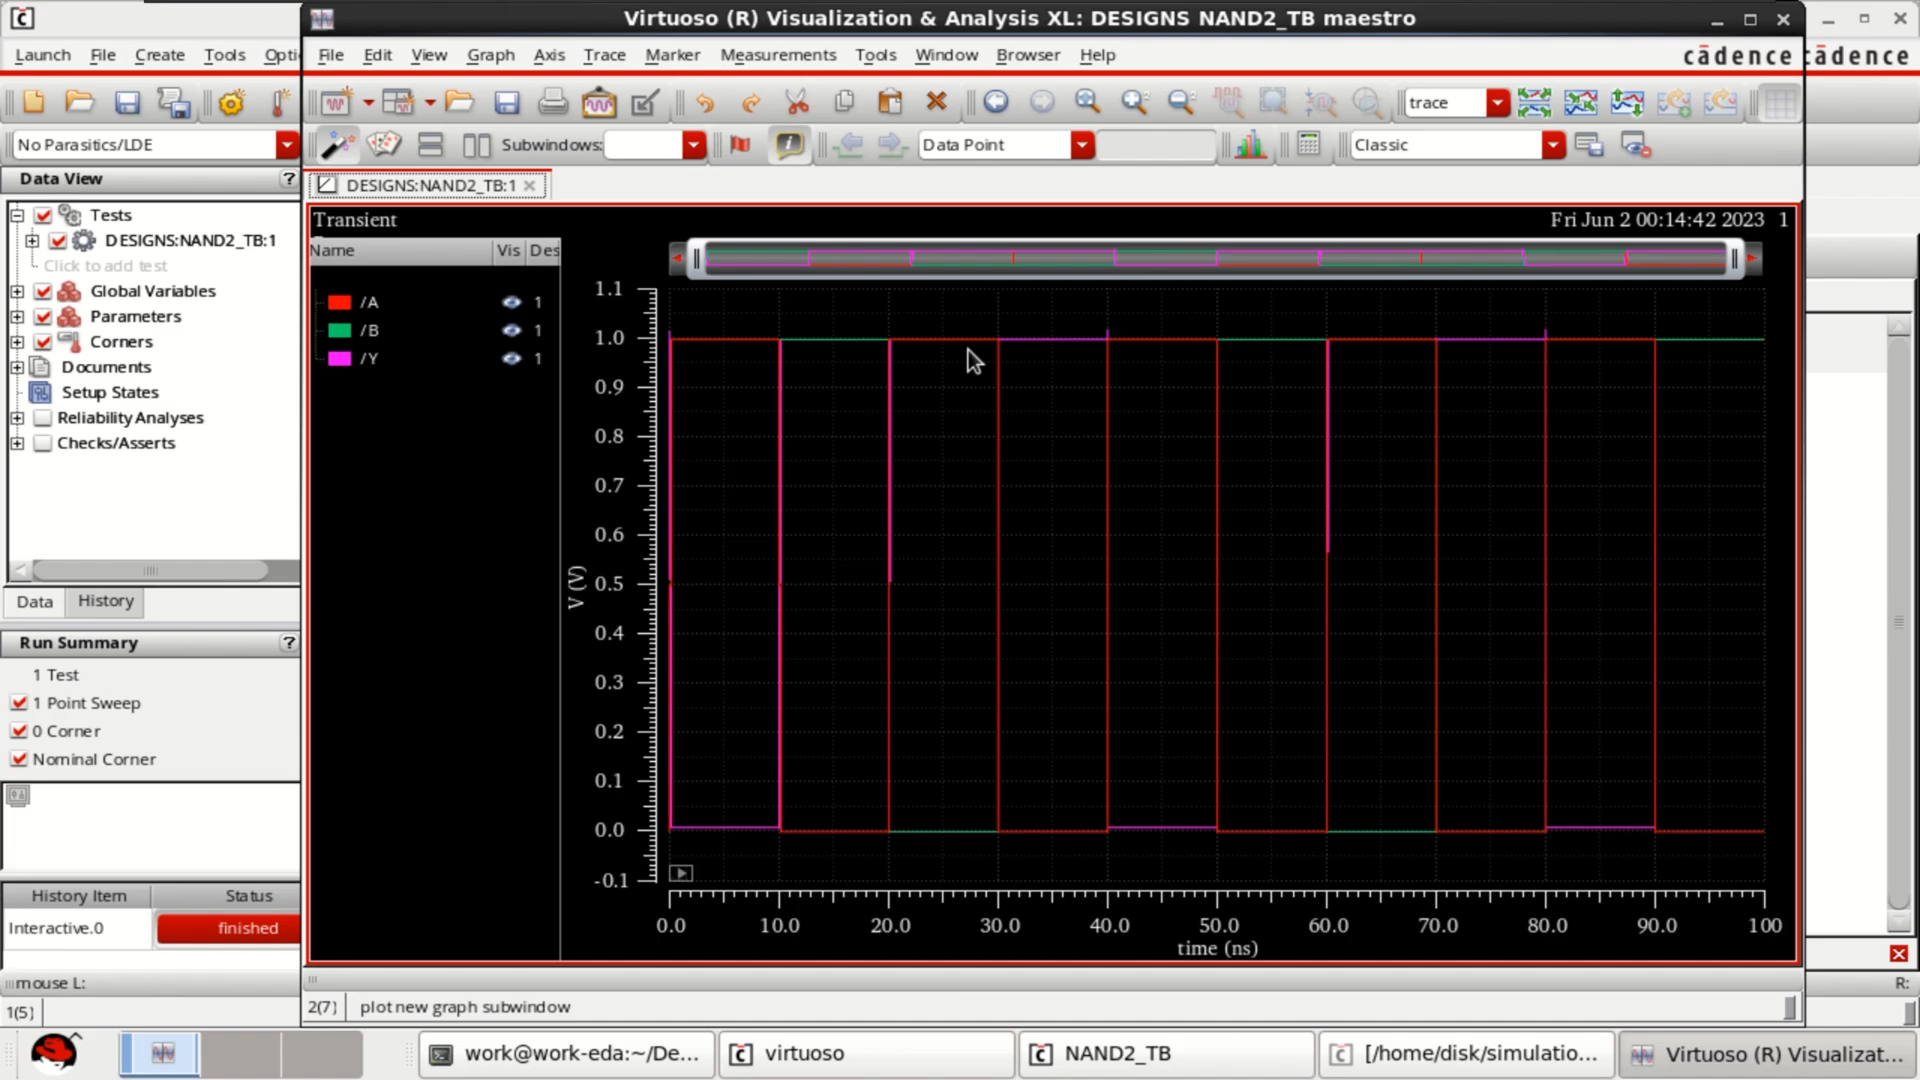 Virtuoso (R) Visualization & Analysis XL: DESIGNS NAND2_TB maestro
Launch File Create Tools Opti
File Edit View Graph Axis Trace Marker Measurements Tools Window Browser Help
cādence
cādence
trace
No Parasitics/LDE
Subwindows:
Data Point
Classic
Data View
?
DESIGNS:NAND2_TB:1
Tests
DESIGNS:NAND2_TB:1
Click to add test
Global Variables
Parameters
Corners
Documents
Setup States
Reliability Analyses
Checks/Asserts
Data History
Run Summary
?
1 Test
1 Point Sweep
0 Corner
Nominal Corner
History Item Status
Interactive.0 finished
mouse L:
1(5)
Transient
Fri Jun 2 00:14:42 2023 1
Name Vis Des
/A 1
/B 1
/Y 1
1.1
1.0
0.9
0.8
0.7
0.6
0.5
0.4
0.3
0.2
0.1
0.0
-0.1
V (V)
0.0 10.0 20.0 30.0 40.0 50.0 60.0 70.0 80.0 90.0 100
time (ns)
R:
2(7) plot new graph subwindow
work@work-eda:~/De...
virtuoso
NAND2_TB
[/home/disk/simulatio...
Virtuoso (R) Visualizat...